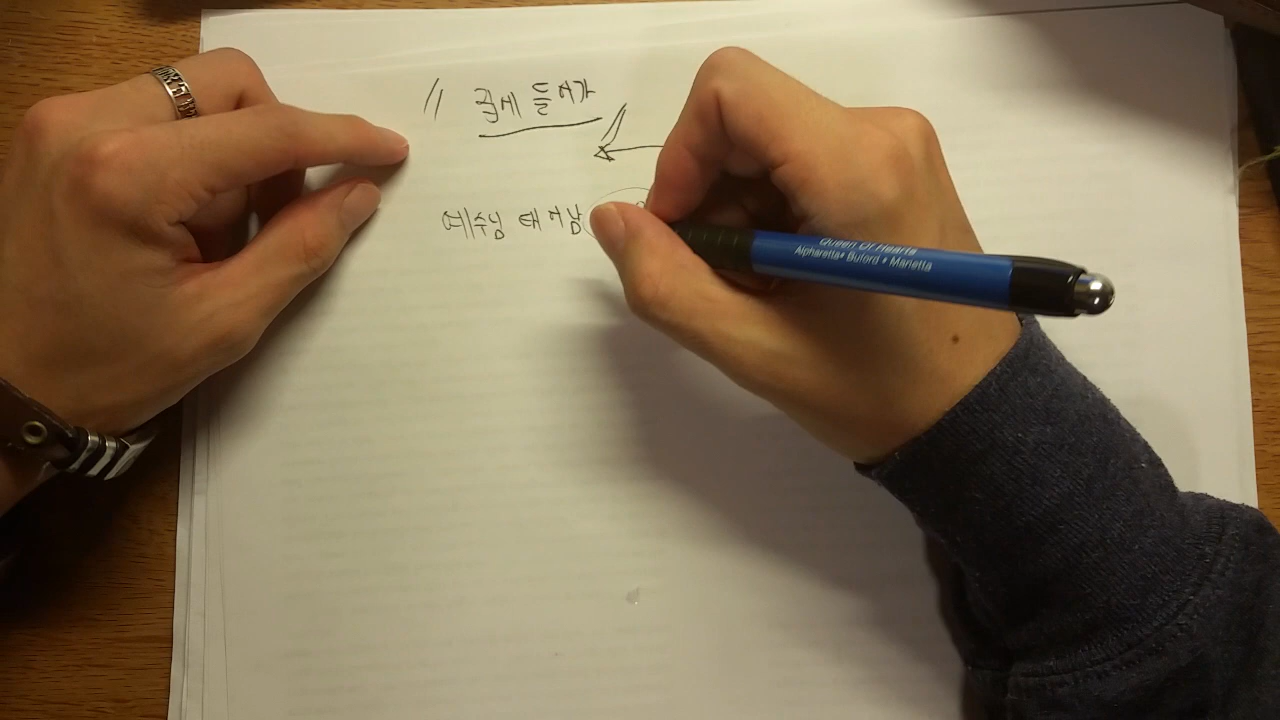 들어가
예수님 태어남
Queen Of Hearts
Alpharetta • Buford • Marietta